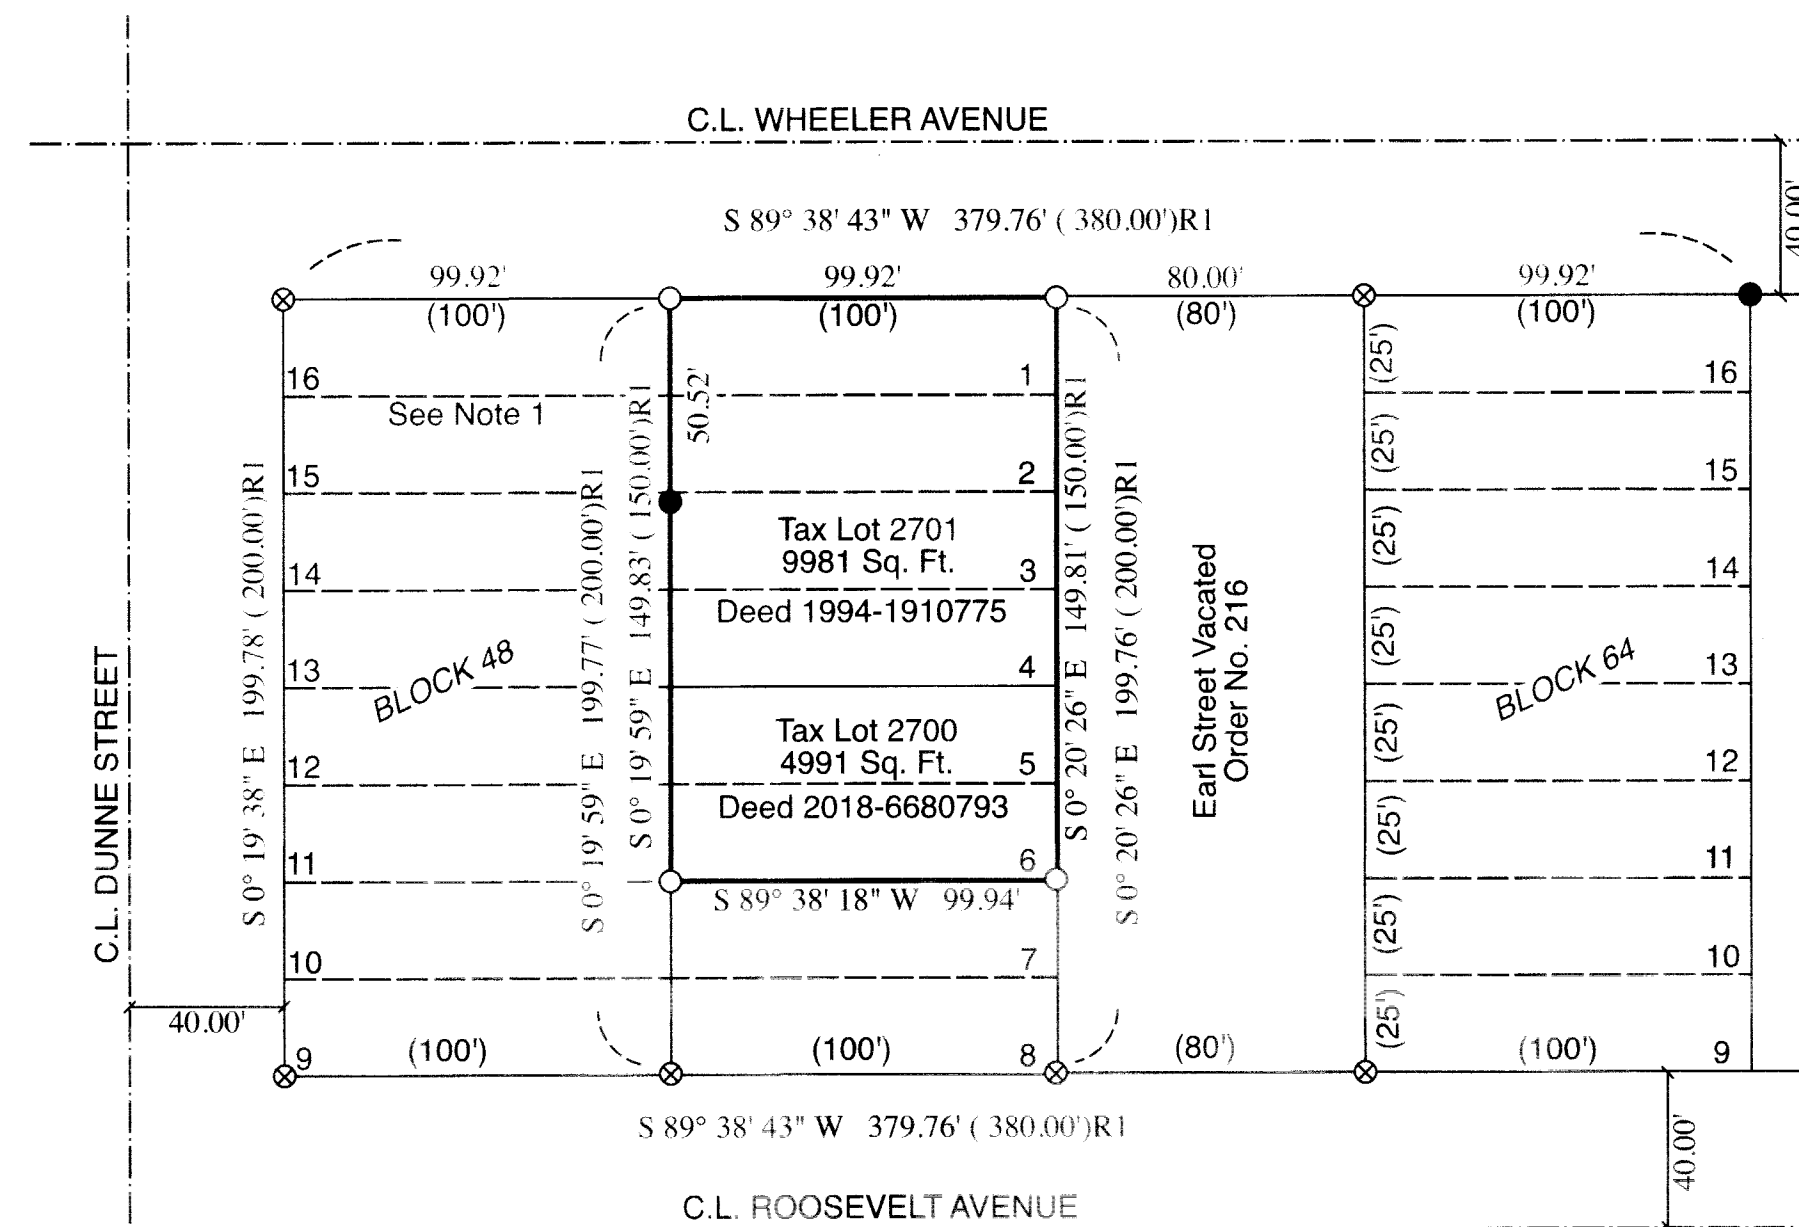 C.L. WHEELER AVENUE
40.00'
S 89° 38' 43" W 379.76' ( 380.00')R1
99.92'
99.92'
80.00'
99.92'
(100')
(100')
(80')
(100')
C.L. DUNNE STREET
S 0° 19' 38" E 199.78' ( 200.00')R1
16
See Note 1
15
14
13
12
11
10
9
BLOCK 48
S 0° 19' 59" E 199.77' ( 200.00')R1
S 0° 19' 59" E 149.83' ( 150.00')R1
50.52'
1
2
Tax Lot 2701
9981 Sq. Ft.
3
Deed 1994-1910775
4
Tax Lot 2700
4991 Sq. Ft.
5
Deed 2018-6680793
6
S 89° 38' 18" W 99.94'
7
8
S 0° 20' 26" E 149.81' ( 150.00')R1
S 0° 20' 26" E 199.76' ( 200.00')R1
Earl Street Vacated
Order No. 216
(25')
(25')
(25')
(25')
(25')
(25')
(25')
(25')
16
15
14
13
12
11
10
9
BLOCK 64
40.00'
(100')
(100')
(80')
(100')
S 89° 38' 43" W 379.76' ( 380.00')R1
40.00'
C.L. ROOSEVELT AVENUE